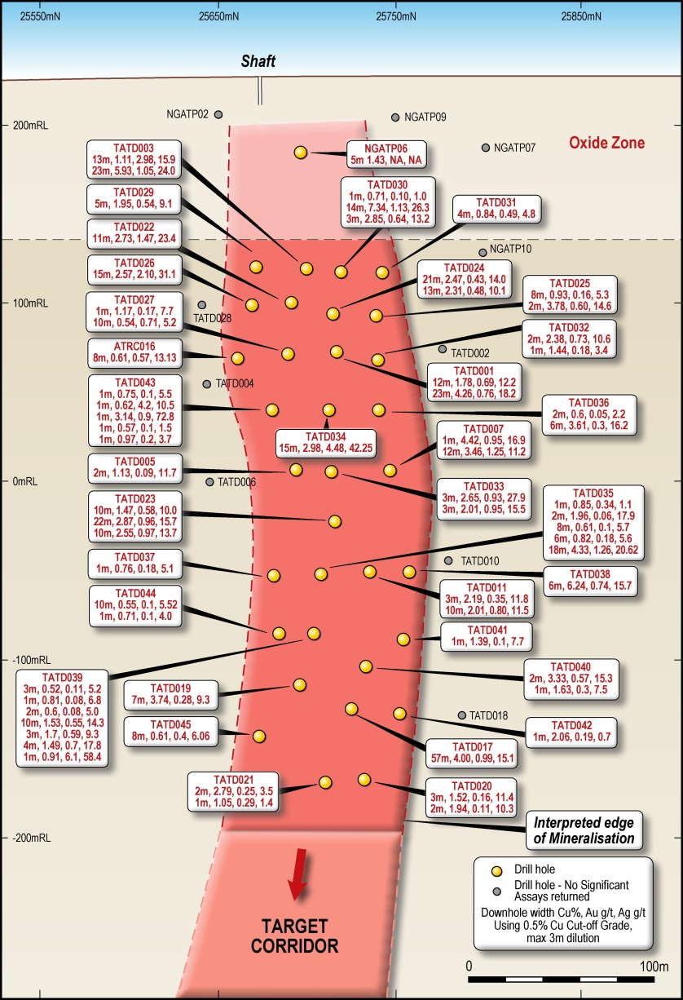 25550mN
25650mN
25750mN
25850mN
Shaft
NGATP02
NGATP09
200mRL
Oxide Zone
NGATP07
TATD003
13m, 1.11, 2.98, 15.9
23m, 5.93, 1.05, 24.0
NGATP06
5m 1.43, NA, NA
TATD029
5m, 1.95, 0.54, 9.1
TATD030
1m, 0.71, 0.10, 1.0
14m, 7.34, 1.13, 26.3
3m, 2.85, 0.64, 13.2
TATD031
4m, 0.84, 0.49, 4.8
TATD022
11m, 2.73, 1.47, 23.4
NGATP10
TATD026
15m, 2.57, 2.10, 31.1
TATD024
21m, 2.47, 0.43, 14.0
13m, 2.31, 0.48, 10.1
TATD025
8m, 0.93, 0.16, 5.3
2m, 3.78, 0.60, 14.6
100mRL
TATD027
1m, 1.17, 0.17, 7.7
10m, 0.54, 0.71, 5.2
TATD028
TATD032
2m, 2.38, 0.73, 10.6
1m, 1.44, 0.18, 3.4
ATRC016
8m, 0.61, 0.57, 13.13
TATD002
TATD001
12m, 1.78, 0.69, 12.2
23m, 4.26, 0.76, 18.2
TATD043
1m, 0.75, 0.1, 5.5
1m, 0.62, 4.2, 10.5
1m, 3.14, 0.9, 72.8
1m, 0.57, 0.1, 1.5
1m, 0.97, 0.2, 3.7
TATD004
TATD036
2m, 0.6, 0.05, 2.2
6m, 3.61, 0.3, 16.2
TATD034
15m, 2.98, 4.48, 42.25
TATD007
1m, 4.42, 0.95, 16.9
12m, 3.46, 1.25, 11.2
TATD005
2m, 1.13, 0.09, 11.7
0mRL
TATD006
TATD033
3m, 2.65, 0.93, 27.9
3m, 2.01, 0.95, 15.5
TATD035
1m, 0.85, 0.34, 1.1
2m, 1.96, 0.06, 17.9
8m, 0.61, 0.1, 5.7
6m, 0.82, 0.18, 5.6
18m, 4.33, 1.26, 20.62
TATD023
10m, 1.47, 0.58, 10.0
22m, 2.87, 0.96, 15.7
10m, 2.55, 0.97, 13.7
TATD037
1m, 0.76, 0.18, 5.1
TATD010
TATD038
6m, 6.24, 0.74, 15.7
TATD044
10m, 0.55, 0.1, 5.52
1m, 0.71, 0.1, 4.0
TATD011
3m, 2.19, 0.35, 11.8
10m, 2.01, 0.80, 11.5
TATD041
1m, 1.39, 0.1, 7.7
-100mRL
TATD040
2m, 3.33, 0.57, 15.3
1m, 1.63, 0.3, 7.5
TATD039
3m, 0.52, 0.11, 5.2
1m, 0.81, 0.08, 6.8
2m, 0.6, 0.08, 5.0
10m, 1.53, 0.55, 14.3
3m, 1.7, 0.59, 9.3
4m, 1.49, 0.7, 17.8
1m, 0.91, 6.1, 58.4
TATD019
7m, 3.74, 0.28, 9.3
TATD045
8m, 0.61, 0.4, 6.06
TATD018
TATD042
1m, 2.06, 0.19, 0.7
TATD017
57m, 4.00, 0.99, 15.1
TATD021
2m, 2.79, 0.25, 3.5
1m, 1.05, 0.29, 1.4
TATD020
3m, 1.52, 0.16, 11.4
2m, 1.94, 0.11, 10.3
Interpreted edge
of Mineralisation
-200mRL
TARGET
CORRIDOR
Drill hole
Drill hole - No Significant
Assays returned
Downhole width Cu%, Au g/t, Ag g/t
Using 0.5% Cu Cut-off Grade,
max 3m dilution
0
100m